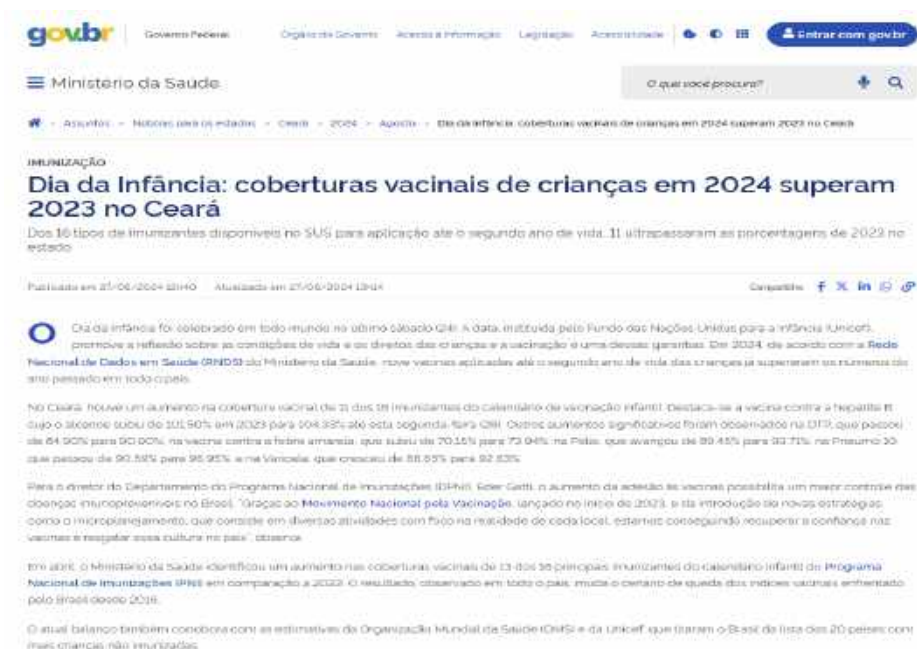 gov.br Governo Federal Órgãos do Governo Acesso à Informação Legislação Acessibilidade Entrar com gov.br
Ministério da Saúde O que você procura?
Assuntos Notícias para os estados Ceará 2024 Agosto Dia da Infância: coberturas vacinais de crianças em 2024 superam 2023 no Ceará
IMUNIZAÇÃO
Dia da Infância: coberturas vacinais de crianças em 2024 superam
2023 no Ceará
Dos 16 tipos de imunizantes disponíveis no SUS para aplicação até o segundo ano de vida, 11 ultrapassaram as porcentagens de 2023 no
estado
Publicado em Atualizado em Compartilhe:
O Dia da Infância foi celebrado em todo mundo no último sábado (24). A data, instituída pelo Fundo das Nações Unidas para a Infância (Unicef),
promove a reflexão sobre as condições de vida e os direitos das crianças e a vacinação é uma dessas garantias. Em 2024, de acordo com a Rede
Nacional de Dados em Saúde (RNDS) do Ministério da Saúde, nove vacinas aplicadas até o segundo ano de vida das crianças já superaram os números do
ano passado em todo o país.
No Ceará, houve um aumento na cobertura vacinal de 11 dos 16 imunizantes do calendário de vacinação infantil. Destaca-se a vacina contra a hepatite B,
cujo o alcance subiu de 101,50% em 2023 para 104,33% até esta segunda-feira (26). Outros aumentos significativos foram observados na DTP, que passou
de 84,90% para 90,90%, na vacina contra a febre amarela, que subiu de 70,15% para 73,94%, na Pólio, que avançou de 89,45% para 93,71%, na Pneumo 10,
que passou de 90,59% para 96,95%, e na Varicela, que cresceu de 88,65% para 92,63%.
Para o diretor do Departamento do Programa Nacional de Imunizações (DPNI), Eder Gatti, o aumento da adesão às vacinas possibilita um maior controle das
doenças imunopreveníveis no Brasil. "Graças ao Movimento Nacional pela Vacinação, lançado no início de 2023, e da introdução de novas estratégias,
como o microplanejamento, que consiste em diversas atividades com foco na realidade de cada local, estamos conseguindo recuperar a confiança nas
vacinas e resgatar essa cultura no país", observa.
Em abril, o Ministério da Saúde identificou um aumento nas coberturas vacinais de 13 dos 16 principais imunizantes do calendário infantil do Programa
Nacional de Imunizações (PNI) em comparação a 2022. O resultado, observado em todo o país, muda o cenário de queda dos índices vacinais enfrentado
pelo Brasil desde 2016.
O atual balanço também corrobora com as estimativas da Organização Mundial da Saúde (OMS) e da Unicef que tiraram o Brasil da lista dos 20 países com
mais crianças não imunizadas.